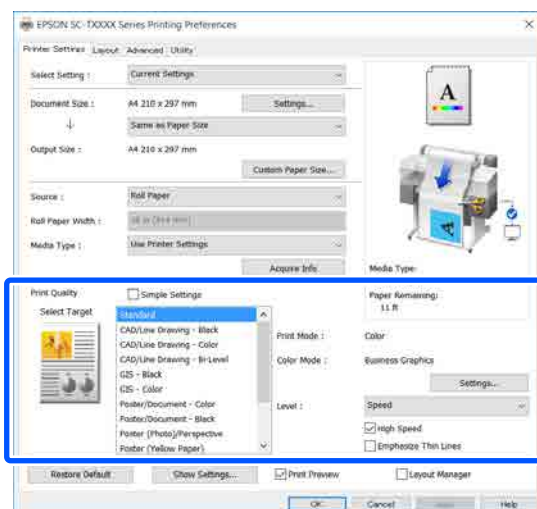 EPSON SC-TXXXX Series Printing Preferences
Printer Settings Layout Advanced Utility
Select Setting : Current Settings
Document Size : A4 210 x 297 mm Settings...
Same as Paper Size
Output Size : A4 210 x 297 mm
Custom Paper Size...
Source : Roll Paper
Roll Paper Width :
Media Type : Use Printer Settings
Acquire Info Media Type:
Print Quality Simple Settings Paper Remaining:
Select Target Standard 11 ft
CAD/Line Drawing - Black Print Mode : Color
CAD/Line Drawing - Color
CAD/Line Drawing - Bi-Level Color Mode : Business Graphics
GIS - Black Settings...
GIS - Color
Poster/Document - Color Level : Speed
Poster/Document - Black High Speed
Poster (Photo)/Perspective
Poster (Yellow Paper) Emphasize Thin Lines
Restore Default Show Settings... Print Preview Layout Manager
OK Cancel Help
A